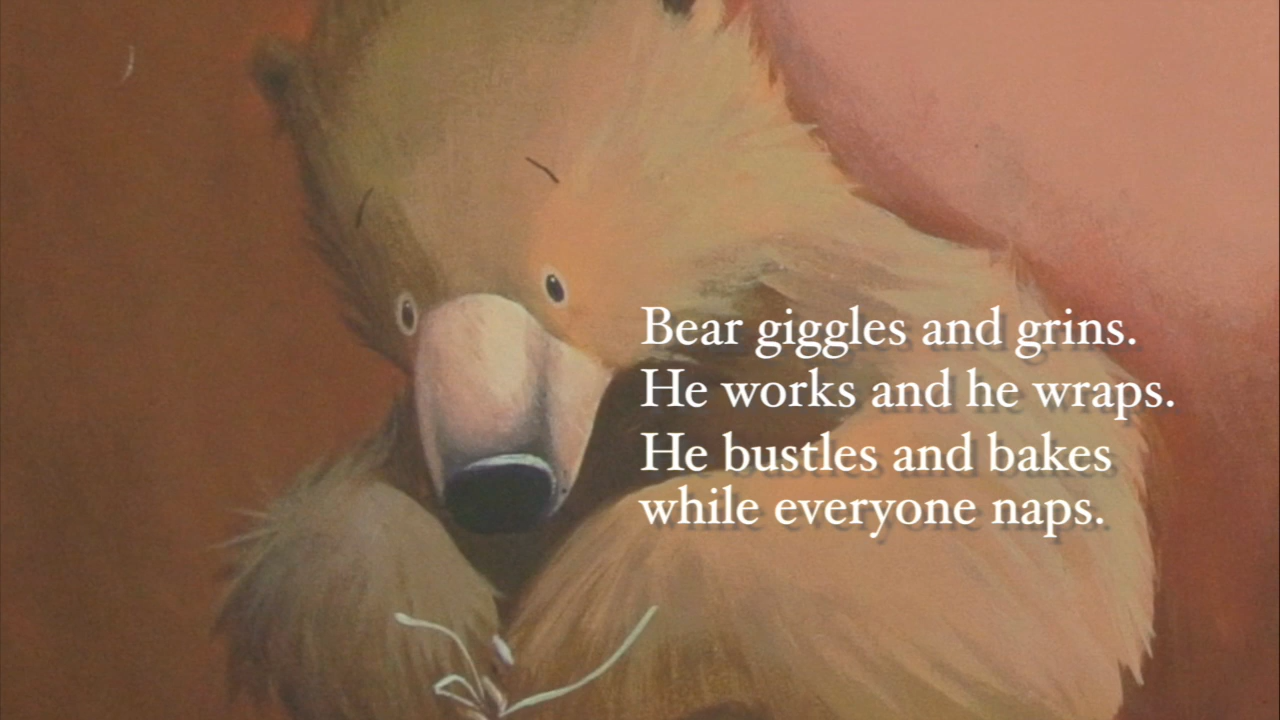 Bear giggles and grins.
He works and he wraps.
He bustles and bakes
while everyone naps.